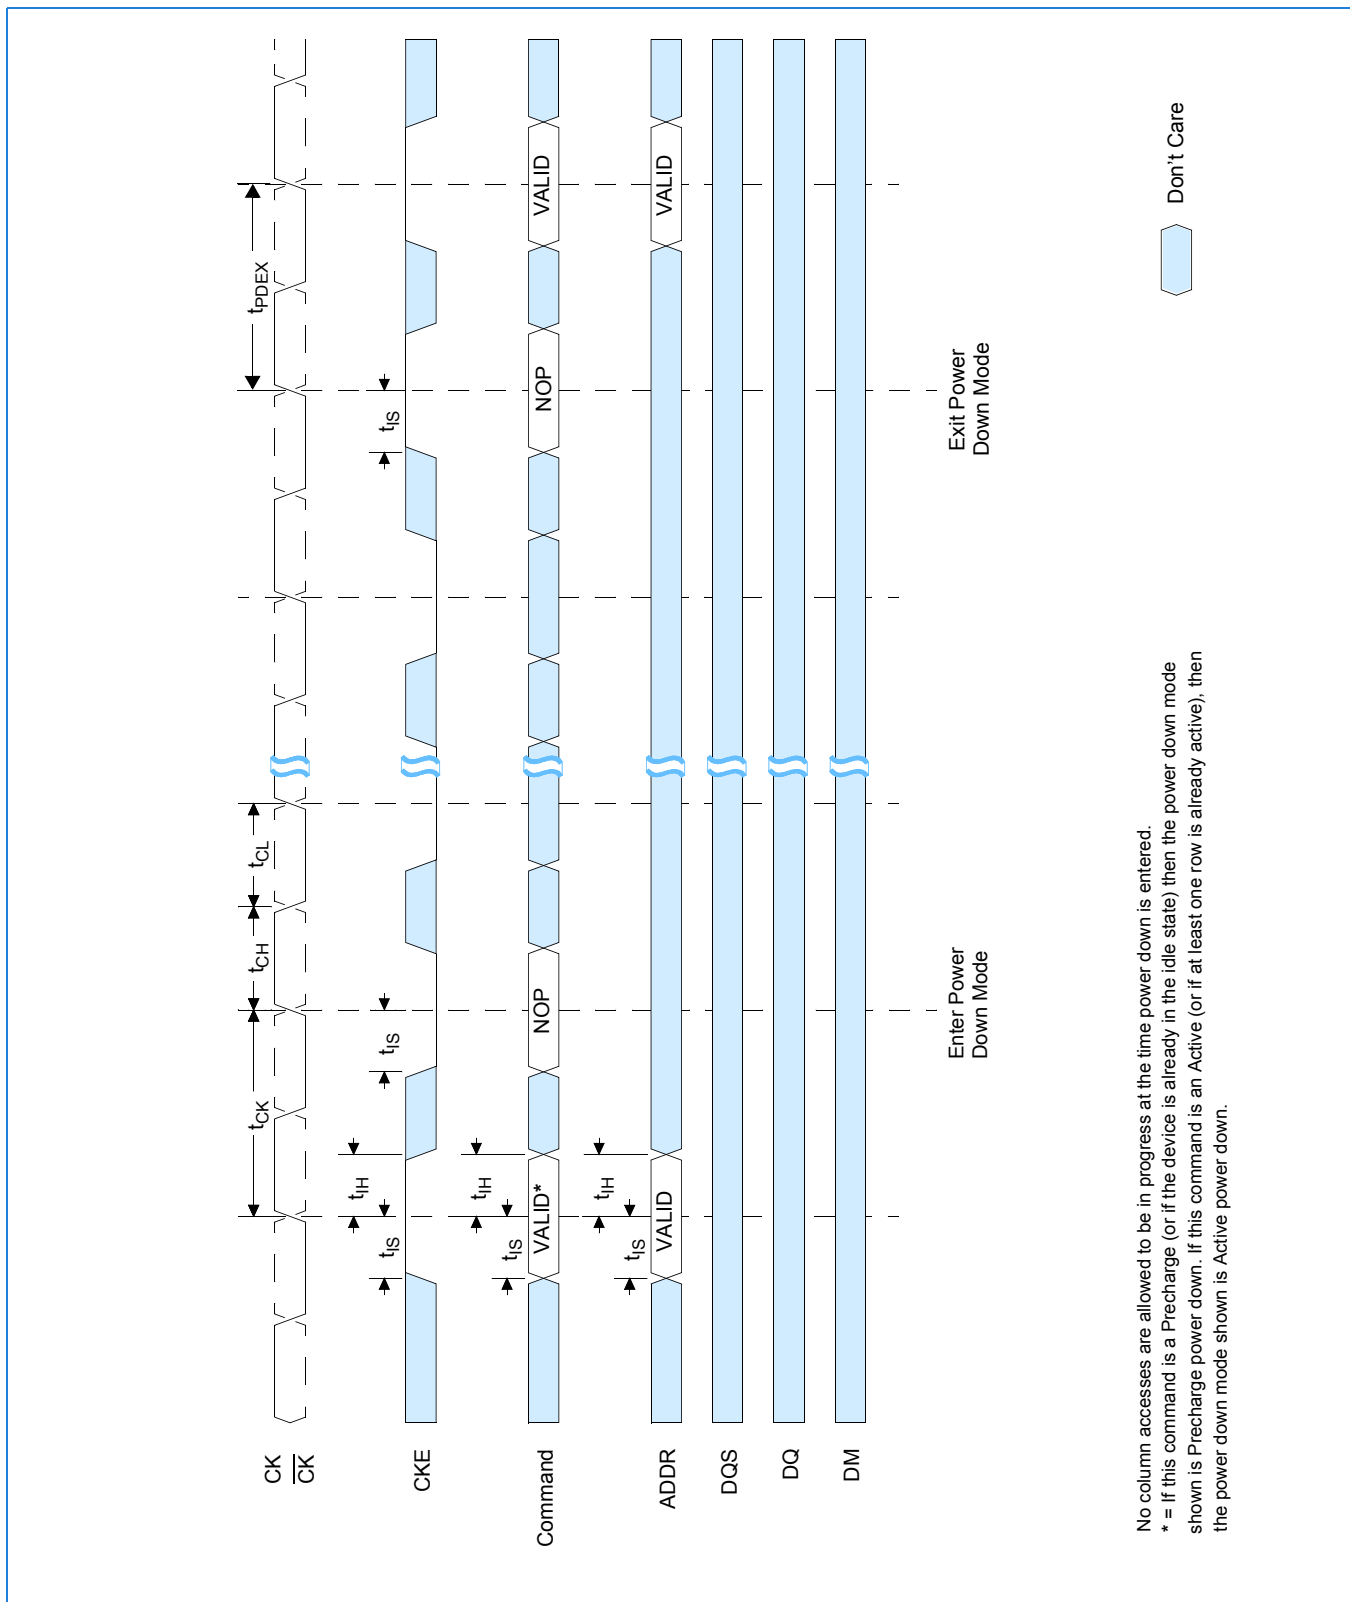 tCK
tCH
tCL
tPDEX
CK
CK
tIS
tIH
tIS
tIS
CKE
tIS
tIH
Command
VALID*
NOP
NOP
VALID
tIS
tIH
ADDR
VALID
VALID
DQS
DQ
DM
Enter Power
Down Mode
Exit Power
Down Mode
No column accesses are allowed to be in progress at the time power down is entered.
* = If this command is a Precharge (or if the device is already in the idle state) then the power down mode
shown is Precharge power down. If this command is an Active (or if at least one row is already active), then
the power down mode shown is Active power down.
Don't Care